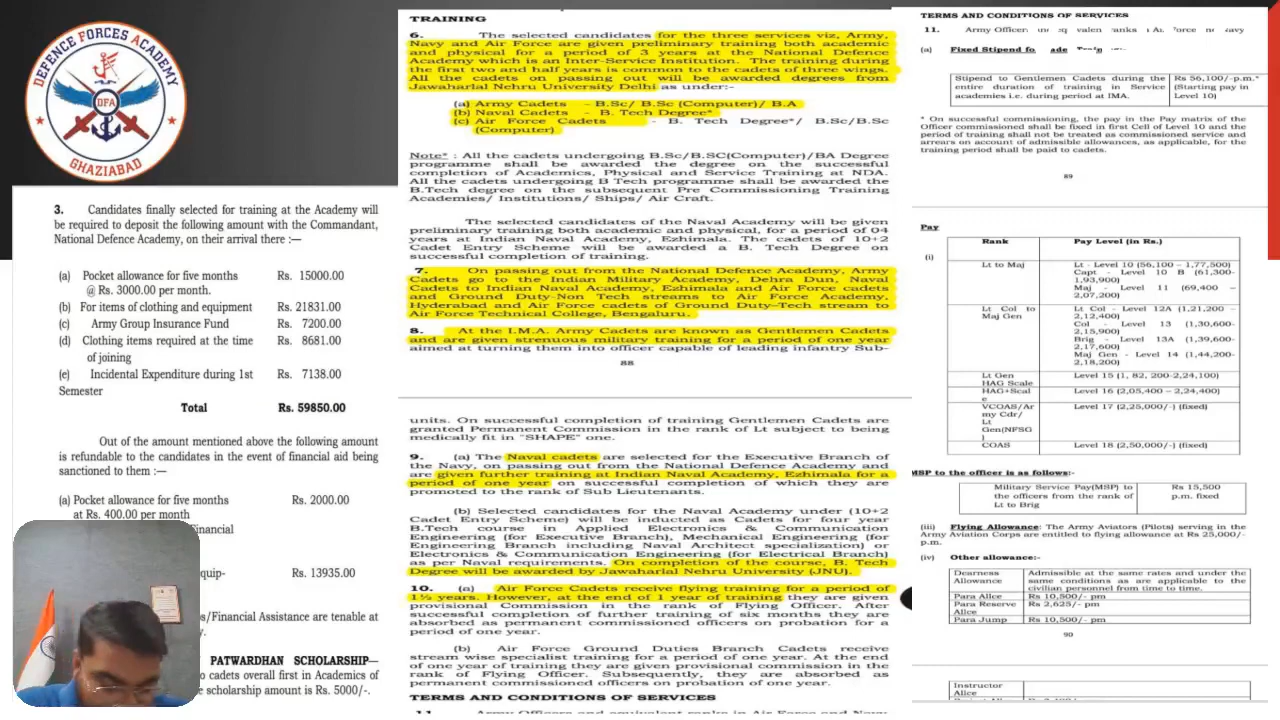 DEFENCE FORCES ACADEMY
DFA
GHAZIABAD
3. Candidates finally selected for training at the Academy will
be required to deposit the following amount with the Commandant,
National Defence Academy, on their arrival there :—
(a) Pocket allowance for five months Rs. 15000.00
@ Rs. 3000.00 per month.
(b) For items of clothing and equipment Rs. 21831.00
(c) Army Group Insurance Fund Rs. 7200.00
(d) Clothing items required at the time Rs. 8681.00
of joining
(e) Incidental Expenditure during 1st Rs. 7138.00
Semester
Total Rs. 59850.00
Out of the amount mentioned above the following amount
is refundable to the candidates in the event of financial aid being
sanctioned to them :—
(a) Pocket allowance for five months Rs. 2000.00
at Rs. 400.00 per month
Financial
quip- Rs. 13935.00
s/Financial Assistance are tenable at
y.
PATWARDHAN SCHOLARSHIP—
o cadets overall first in Academics of
e scholarship amount is Rs. 5000/-.
TRAINING
6. The selected candidates for the three services viz, Army,
Navy and Air Force are given preliminary training both academic
and physical for a period of 3 years at the National Defence
Academy which is an Inter-Service Institution. The training during
the first two and half years is common to the cadets of three wings.
All the cadets on passing out will be awarded degrees from
Jawaharlal Nehru University Delhi as under:-
(a) Army Cadets - B.Sc/ B.Sc (Computer)/ B.A
(b) Naval Cadets - B. Tech Degree*
(c) Air Force Cadets - B. Tech Degree*/ B.Sc/B.Sc
(Computer)
Note* : All the cadets undergoing B.Sc/B.SC(Computer)/BA Degree
programme shall be awarded the degree on the successful
completion of Academics, Physical and Service Training at NDA.
All the cadets undergoing B Tech programme shall be awarded the
B.Tech degree on the subsequent Pre Commissioning Training
Academies/ Institutions/ Ships/ Air Craft.
The selected candidates of the Naval Academy will be given
preliminary training both academic and physical, for a period of 04
years at Indian Naval Academy, Ezhimala. The cadets of 10+2
Cadet Entry Scheme will be awarded a B. Tech Degree on
successful completion of training.
7. On passing out from the National Defence Academy, Army
Cadets go to the Indian Military Academy, Dehra Dun, Naval
Cadets to Indian Naval Academy, Ezhimala and Air Force cadets
and Ground Duty-Non Tech streams to Air Force Academy,
Hyderabad and Air Force cadets of Ground Duty–Tech stream to
Air Force Technical College, Bengaluru.
8. At the I.M.A. Army Cadets are known as Gentlemen Cadets
and are given strenuous military training for a period of one year
aimed at turning them into officer capable of leading infantry Sub-
88
units. On successful completion of training Gentlemen Cadets are
granted Permanent Commission in the rank of Lt subject to being
medically fit in "SHAPE" one.
9. (a) The Naval cadets are selected for the Executive Branch of
the Navy, on passing out from the National Defence Academy and
are given further training at Indian Naval Academy, Ezhimala for a
period of one year on successful completion of which they are
promoted to the rank of Sub Lieutenants.
(b) Selected candidates for the Naval Academy under (10+2
Cadet Entry Scheme) will be inducted as Cadets for four year
B.Tech course in Applied Electronics & Communication
Engineering (for Executive Branch), Mechanical Engineering (for
Engineering Branch including Naval Architect specialization) or
Electronics & Communication Engineering (for Electrical Branch)
as per Naval requirements. On completion of the course, B. Tech
Degree will be awarded by Jawaharlal Nehru University (JNU).
10. (a) Air Force Cadets receive flying training for a period of
1½ years. However, at the end of 1 year of training they are given
provisional Commission in the rank of Flying Officer. After
successful completion of further training of six months they are
absorbed as permanent commissioned officers on probation for a
period of one year.
(b) Air Force Ground Duties Branch Cadets receive
stream wise specialist training for a period of one year. At the end
of one year of training they are given provisional commission in the
rank of Flying Officer. Subsequently, they are absorbed as
permanent commissioned officers on probation of one year.
TERMS AND CONDITIONS OF SERVICES
11. Army Officers and equivalent ranks in Air Force and Navy
TERMS AND CONDITIONS OF SERVICES
11. Army Officer
(a) Fixed Stipend fo
Stipend to Gentlemen Cadets during the Rs 56,100/-p.m.*
entire duration of training in Service (Starting pay in
academies i.e. during period at IMA. Level 10)
* On successful commissioning, the pay in the Pay matrix of the
Officer commissioned shall be fixed in first Cell of Level 10 and the
period of training shall not be treated as commissioned service and
arrears on account of admissible allowances, as applicable, for the
training period shall be paid to cadets.
89
Pay
(i) Rank Pay Level (in Rs.)
Lt to Maj Lt - Level 10 (56,100 - 1,77,500)
Capt - Level 10 B (61,300-
1,93,900)
Maj - Level 11 (69,400 –
2,07,200)
Lt Col to Lt Col - Level 12A (1,21,200 –
Maj Gen 2,12,400)
Col - Level 13 (1,30,600-
2,15,900)
Brig - Level 13A (1,39,600-
2,17,600)
Maj Gen - Level 14 (1,44,200-
2,18,200)
Lt Gen Level 15 (1, 82, 200-2,24,100)
HAG Scale
HAG+Scal Level 16 (2,05,400 – 2,24,400)
e
VCOAS/Ar Level 17 (2,25,000/-) (fixed)
my Cdr/
Lt
Gen(NFSG
)
COAS Level 18 (2,50,000/-) (fixed)
MSP to the officer is as follows:-
Military Service Pay(MSP) to Rs 15,500
the officers from the rank of p.m. fixed
Lt to Brig
(iii) Flying Allowance: The Army Aviators (Pilots) serving in the
Army Aviation Corps are entitled to flying allowance at Rs 25,000/-
p.m.
(iv) Other allowance:-
Dearness Admissible at the same rates and under the
Allowance same conditions as are applicable to the
civilian personnel from time to time.
Para Allce Rs 10,500/- pm
Para Reserve Rs 2,625/- pm
Allce
Para Jump Rs 10,500/- pm
90
Instructor
Allce